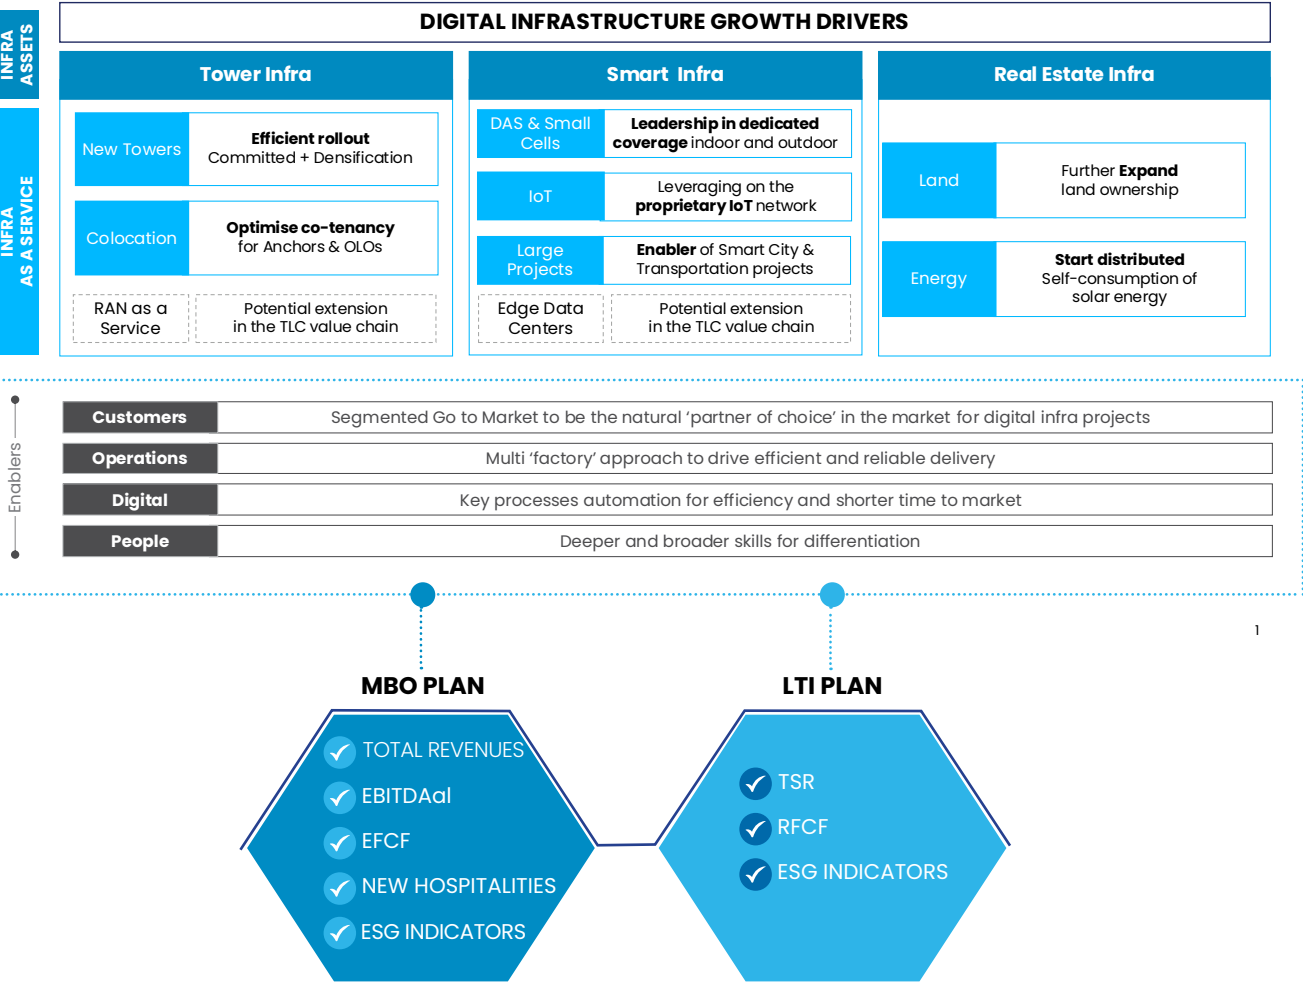 DIGITAL INFRASTRUCTURE GROWTH DRIVERS
INFRA
ASSETS
Tower Infra
Smart Infra
Real Estate Infra
INFRA
AS A SERVICE
New Towers
Efficient rollout
Committed + Densification
Colocation
Optimise co-tenancy
for Anchors & OLOs
RAN as a
Service
Potential extension
in the TLC value chain
DAS & Small
Cells
Leadership in dedicated
coverage indoor and outdoor
IoT
Leveraging on the
proprietary IoT network
Large
Projects
Enabler of Smart City &
Transportation projects
Edge Data
Centers
Potential extension
in the TLC value chain
Land
Further Expand
land ownership
Energy
Start distributed
Self-consumption of
solar energy
Enablers
Customers
Segmented Go to Market to be the natural ‘partner of choice’ in the market for digital infra projects
Operations
Multi ‘factory’ approach to drive efficient and reliable delivery
Digital
Key processes automation for efficiency and shorter time to market
People
Deeper and broader skills for differentiation
1
MBO PLAN
TOTAL REVENUES
EBITDAal
EFCF
NEW HOSPITALITIES
ESG INDICATORS
LTI PLAN
TSR
RFCF
ESG INDICATORS